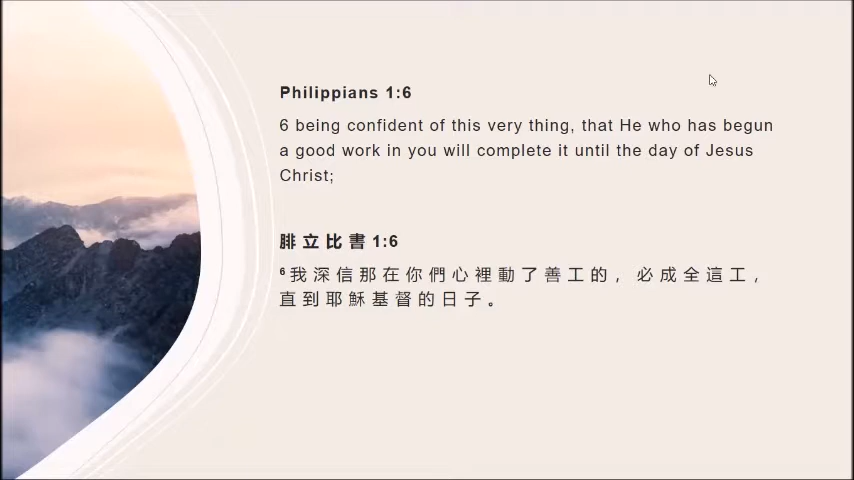 Philippians 1:6
6 being confident of this very thing, that He who has begun
a good work in you will complete it until the day of Jesus
Christ;
腓立比書 1:6
⁶我深信那在你們心裡動了善工的，必成全這工，
直到耶穌基督的日子。